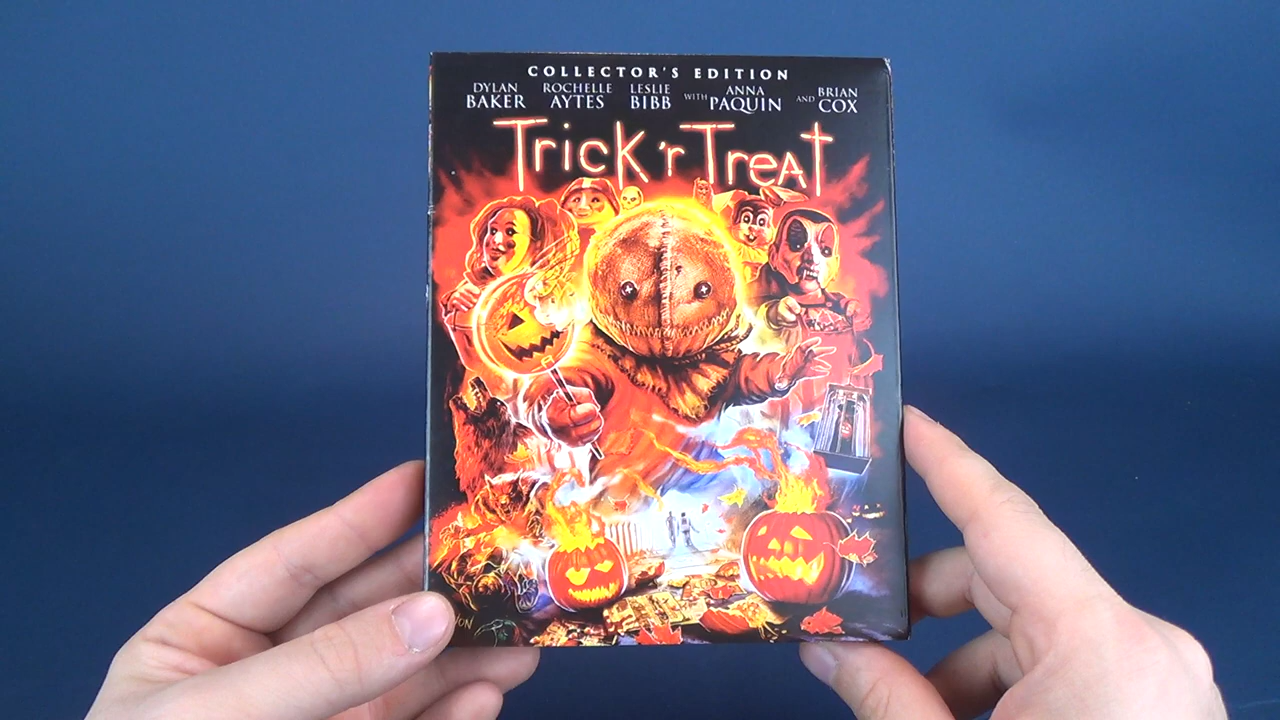 COLLECTOR'S EDITION
DYLAN BAKER ROCHELLE AYTES LESLIE BIBB WITH ANNA PAQUIN AND BRIAN COX
Trick 'r Treat